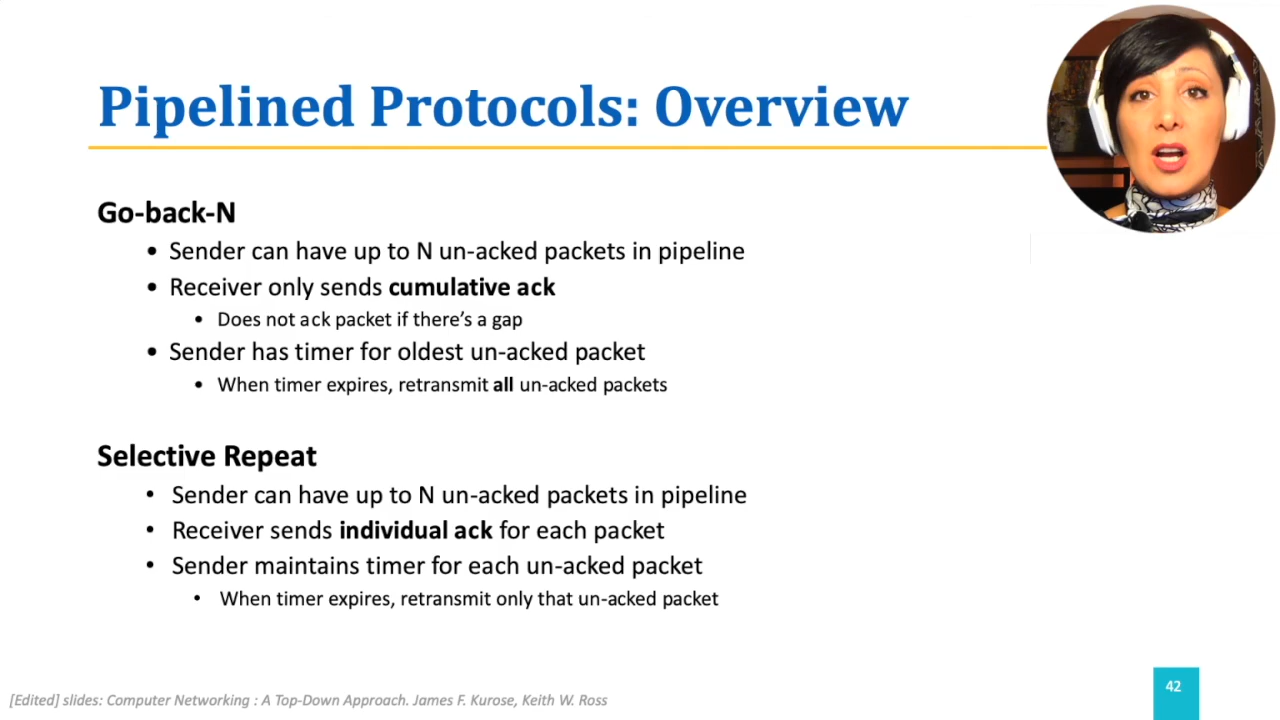 Pipelined Protocols: Overview
Go-back-N
• Sender can have up to N un-acked packets in pipeline
• Receiver only sends cumulative ack
• Does not ack packet if there’s a gap
• Sender has timer for oldest un-acked packet
• When timer expires, retransmit all un-acked packets
Selective Repeat
• Sender can have up to N un-acked packets in pipeline
• Receiver sends individual ack for each packet
• Sender maintains timer for each un-acked packet
• When timer expires, retransmit only that un-acked packet
[Edited] slides: Computer Networking : A Top-Down Approach. James F. Kurose, Keith W. Ross
42